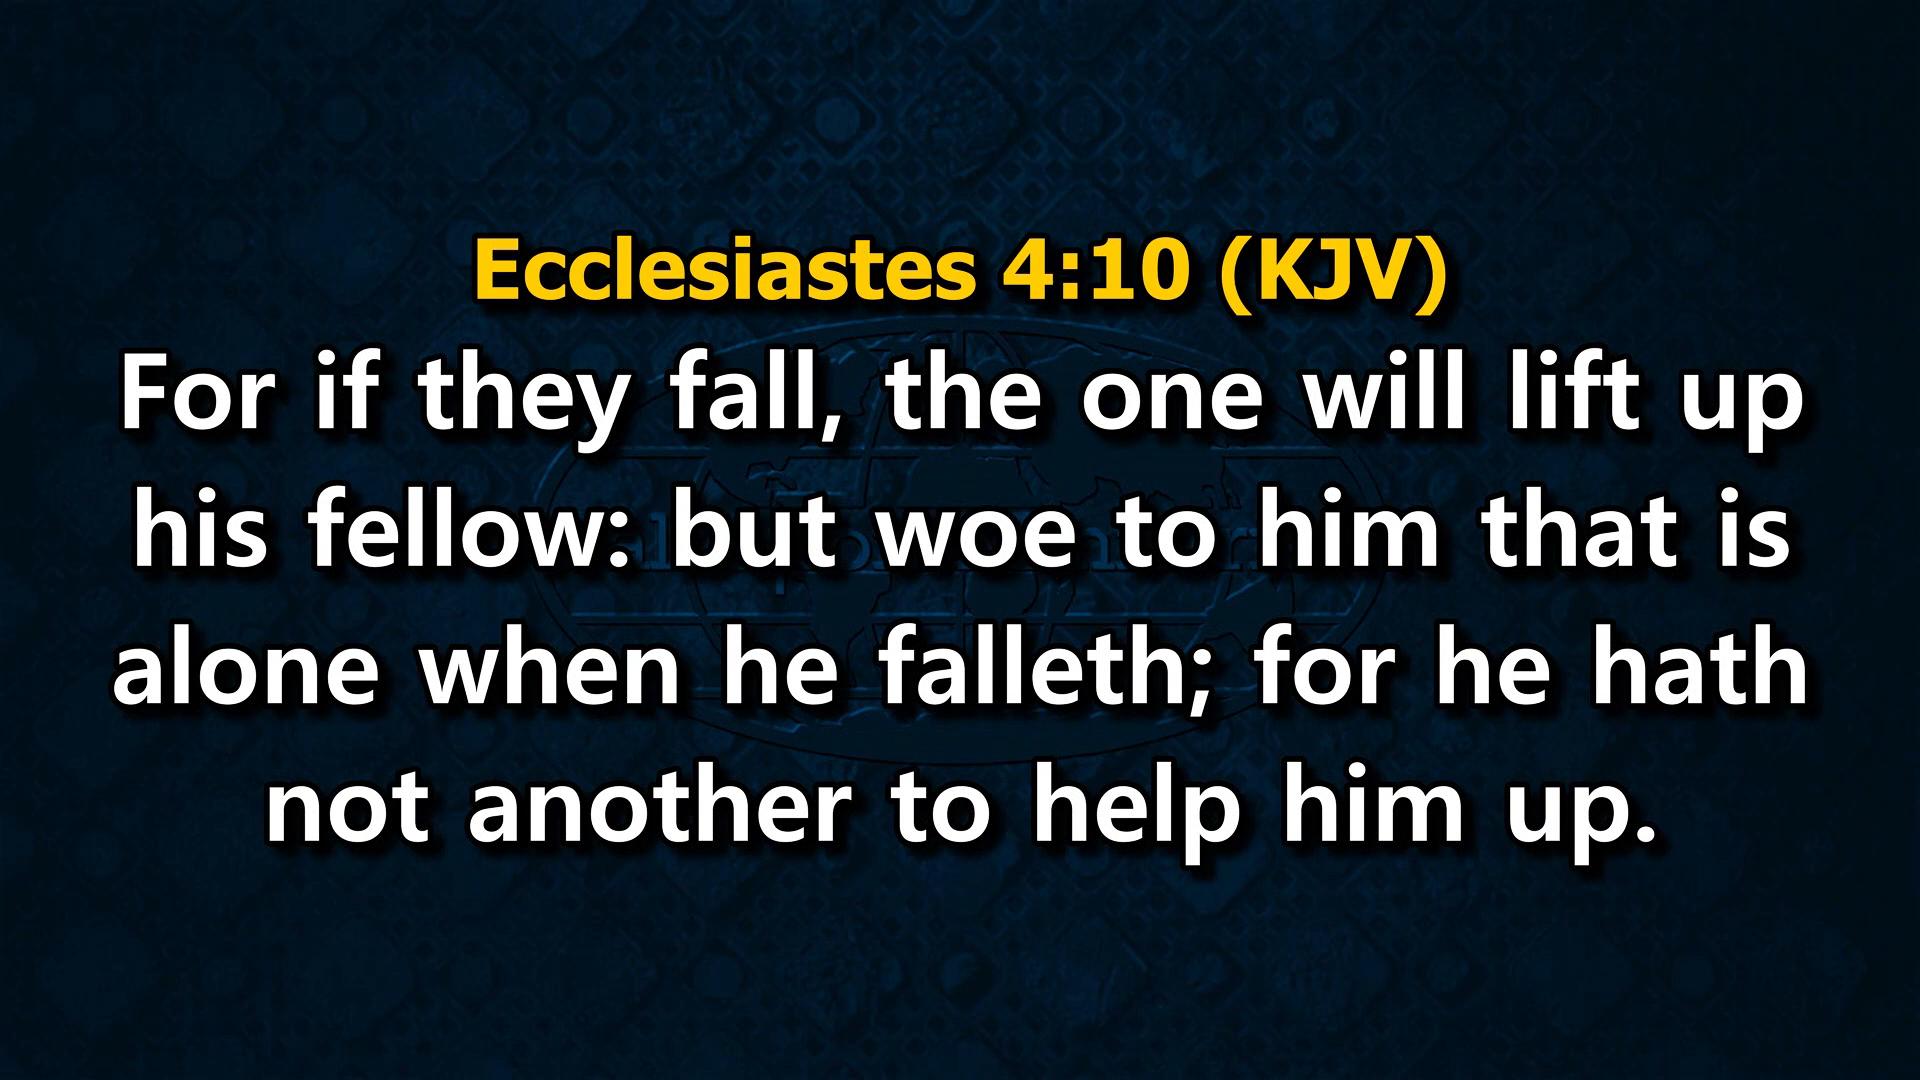 Ecclesiastes 4:10 (KJV)
For if they fall, the one will lift up
his fellow: but woe to him that is
alone when he falleth; for he hath
not another to help him up.